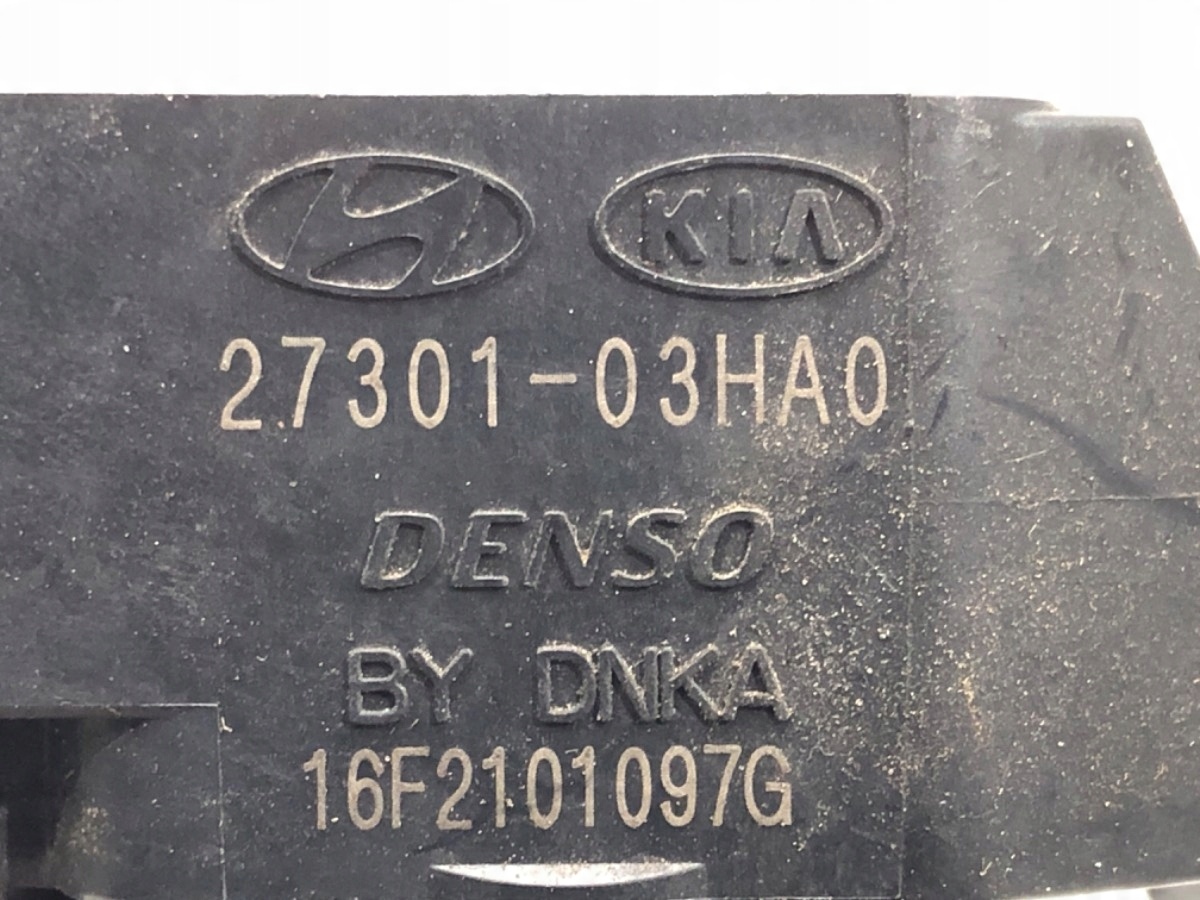 KIA
27301-03HA0
DENSO
BY DNKA
16F2101097G